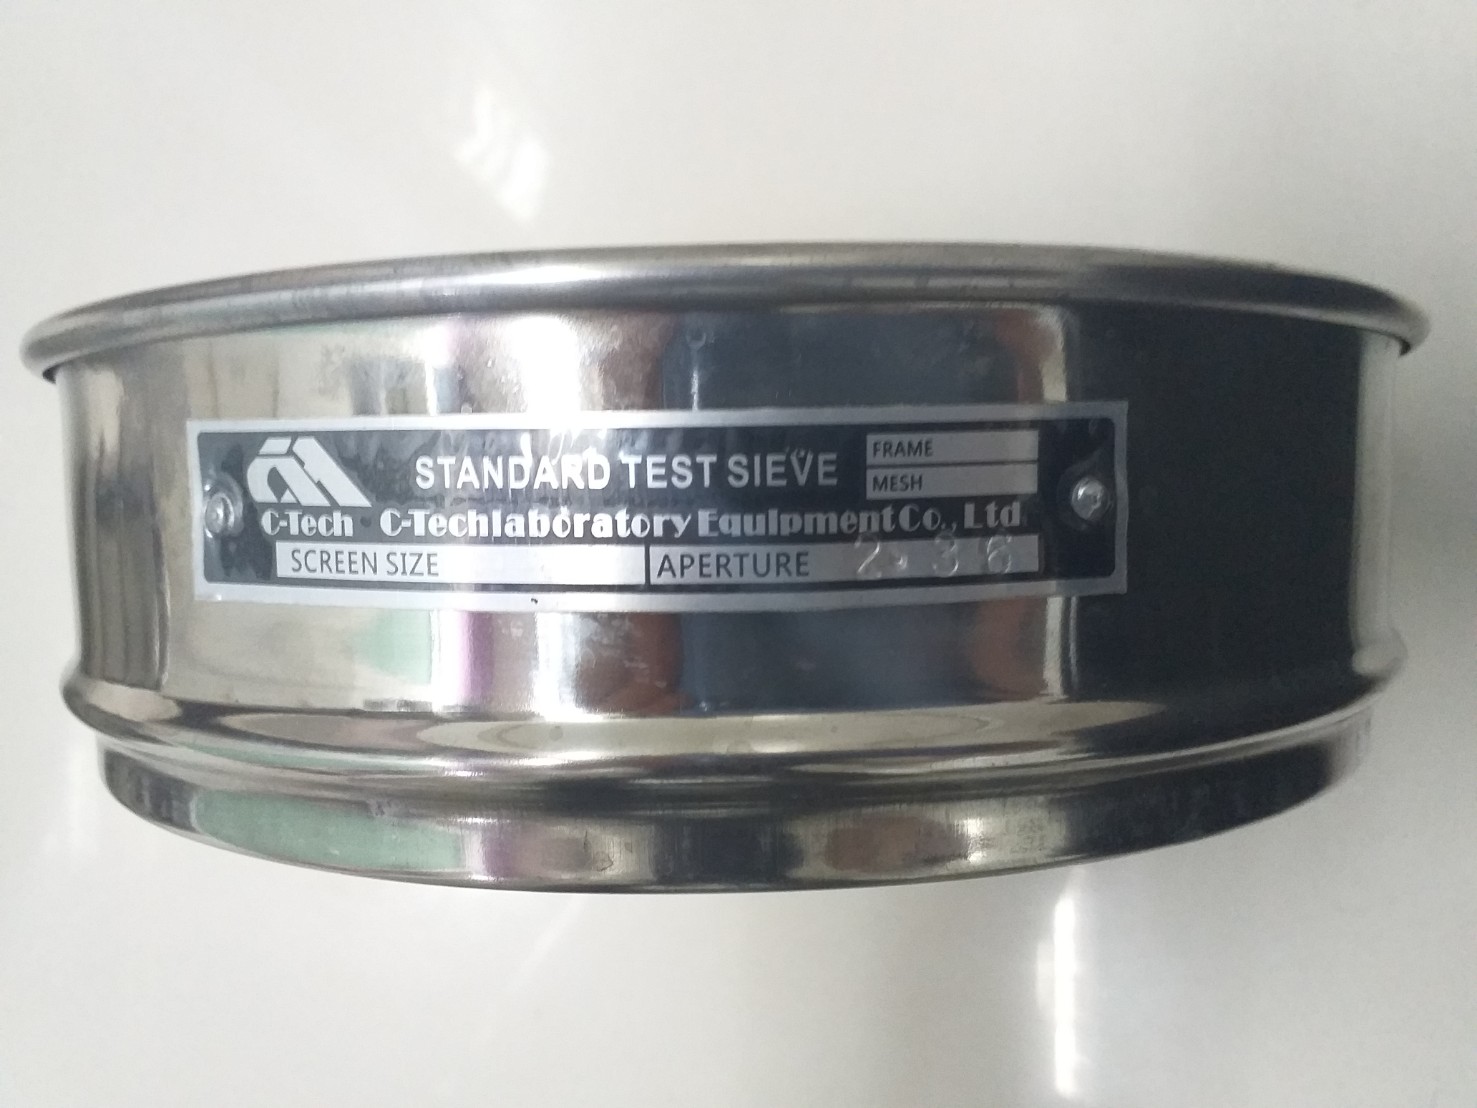 STANDARD TEST SIEVE
FRAME
MESH
C-Tech C-Techlaboratory Equipment Co., Ltd
SCREEN SIZE
APERTURE 2.36